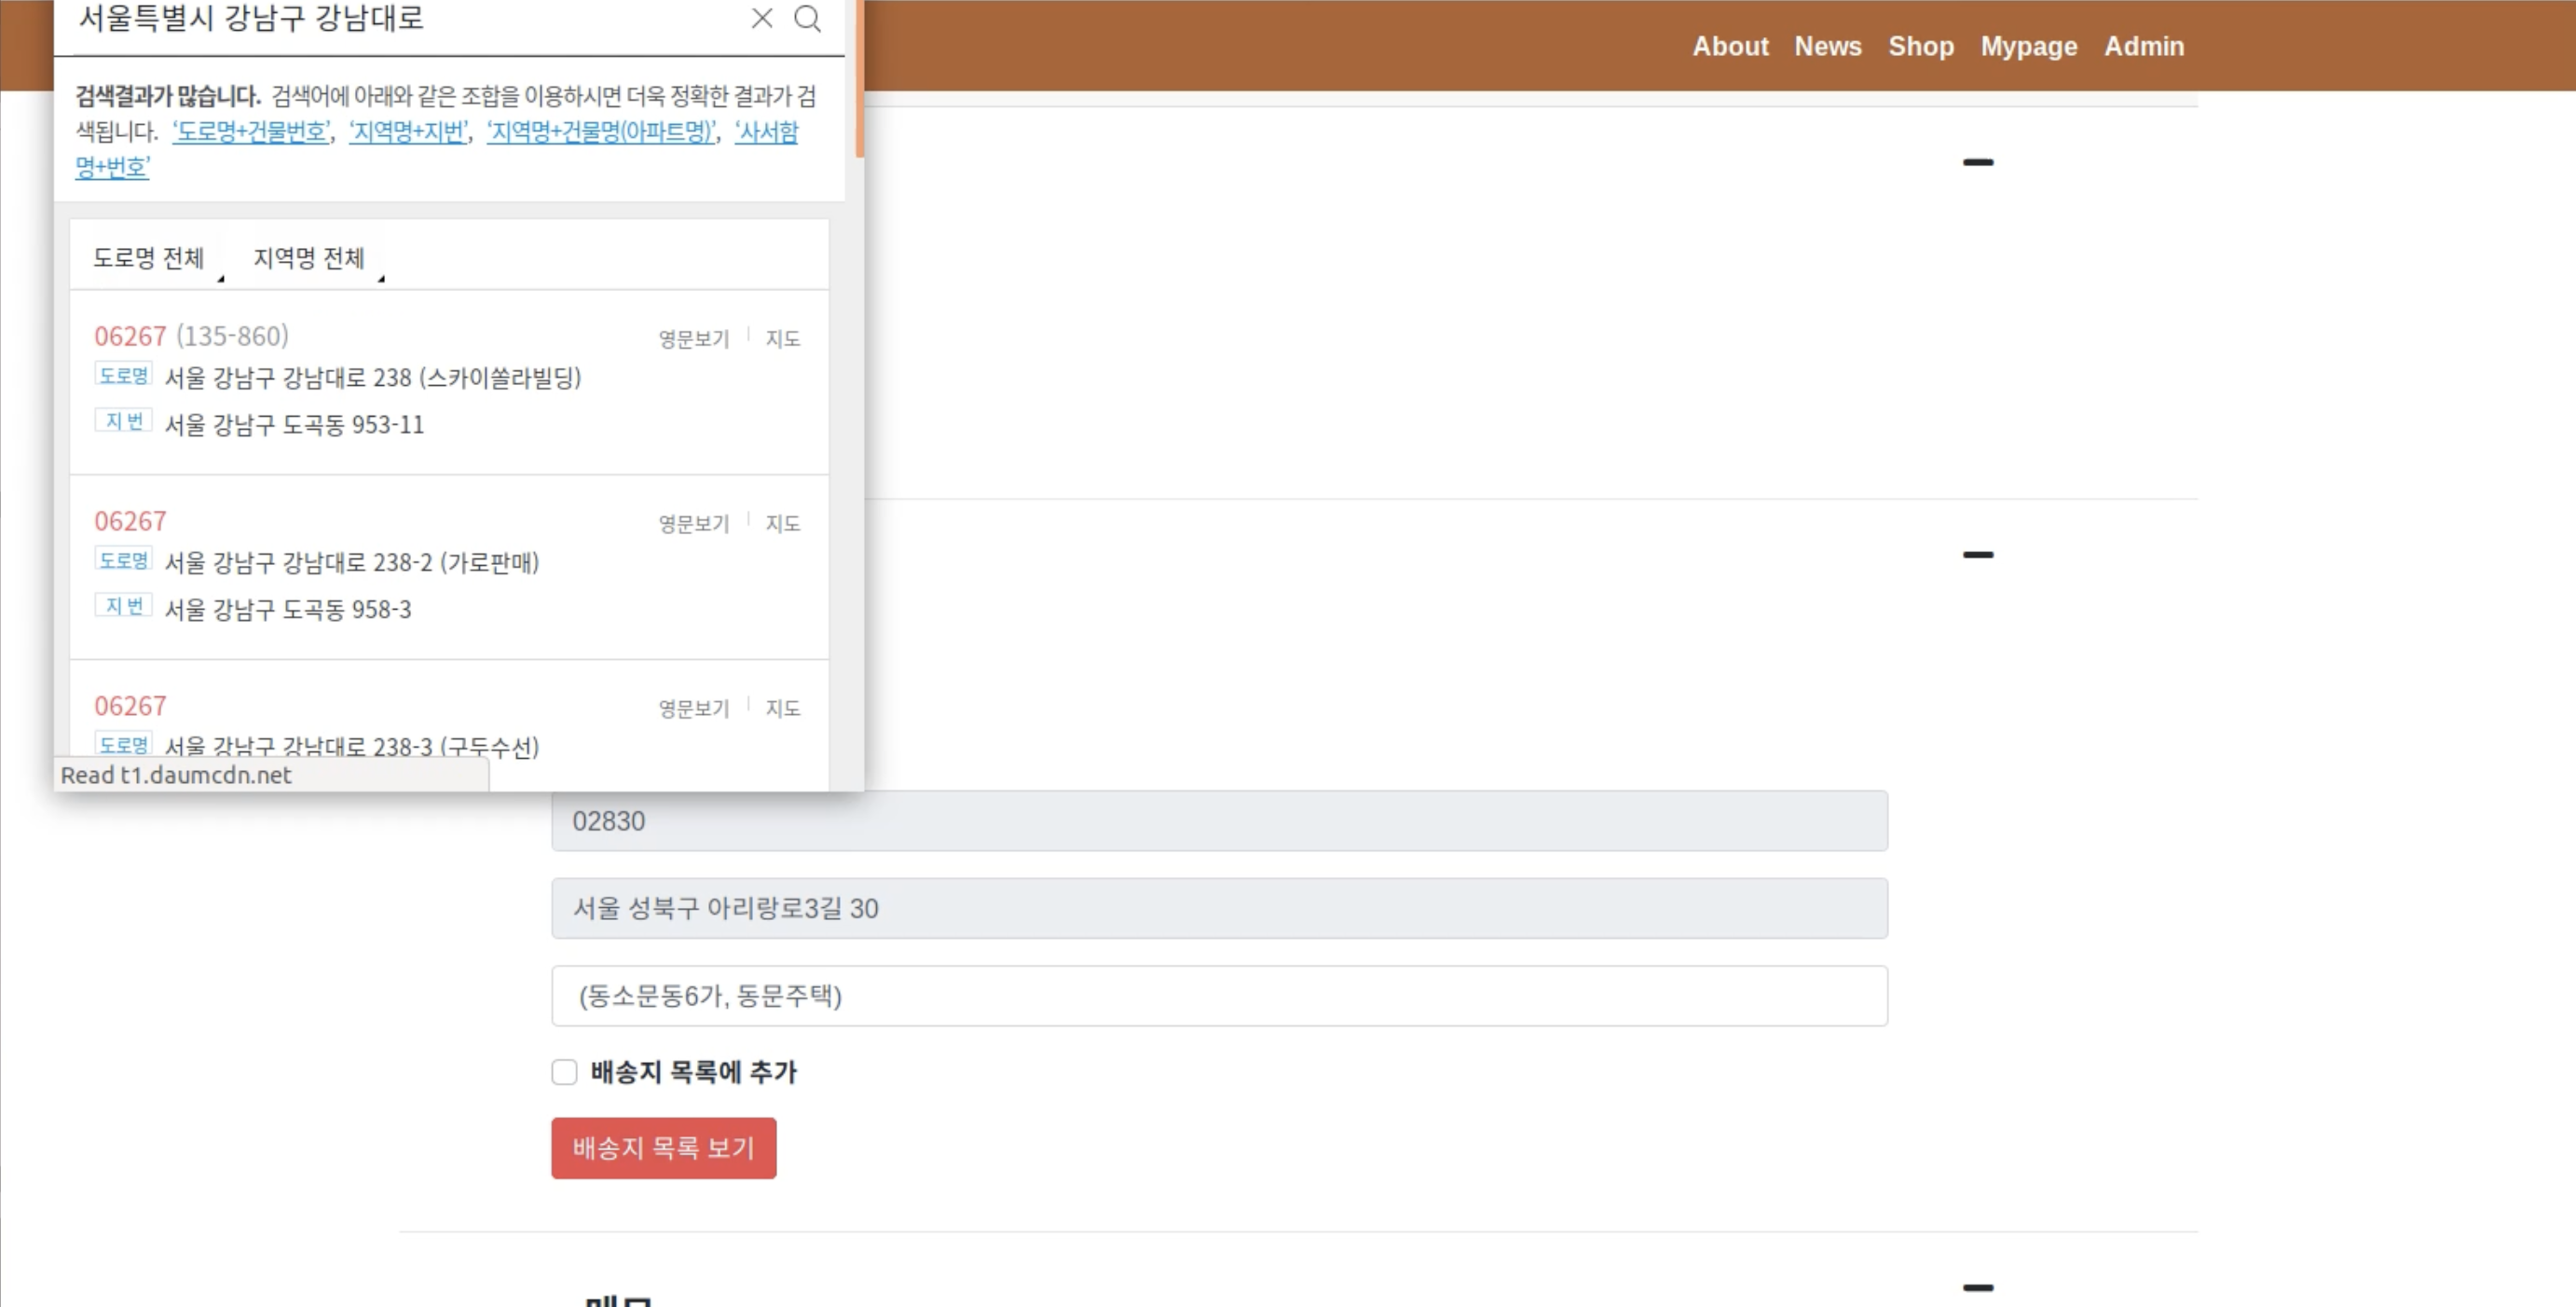 서울특별시 강남구 강남대로
About News Shop Mypage Admin
검색결과가 많습니다. 검색어에 아래와 같은 조합을 이용하시면 더욱 정확한 결과가 검
색됩니다. ‘도로명+건물번호’, ‘지역명+지번’, ‘지역명+건물명(아파트명)’, ‘사서함
명+번호’
도로명 전체 지역명 전체
06267 (135-860) 영문보기 지도
도로명 서울 강남구 강남대로 238 (스카이쏠라빌딩)
지번 서울 강남구 도곡동 953-11
06267 영문보기 지도
도로명 서울 강남구 강남대로 238-2 (가로판매)
지번 서울 강남구 도곡동 958-3
06267 영문보기 지도
도로명 서울 강남구 강남대로 238-3 (구두수선)
Read t1.daumcdn.net
02830
서울 성북구 아리랑로3길 30
(동소문동6가, 동문주택)
배송지 목록에 추가
배송지 목록 보기